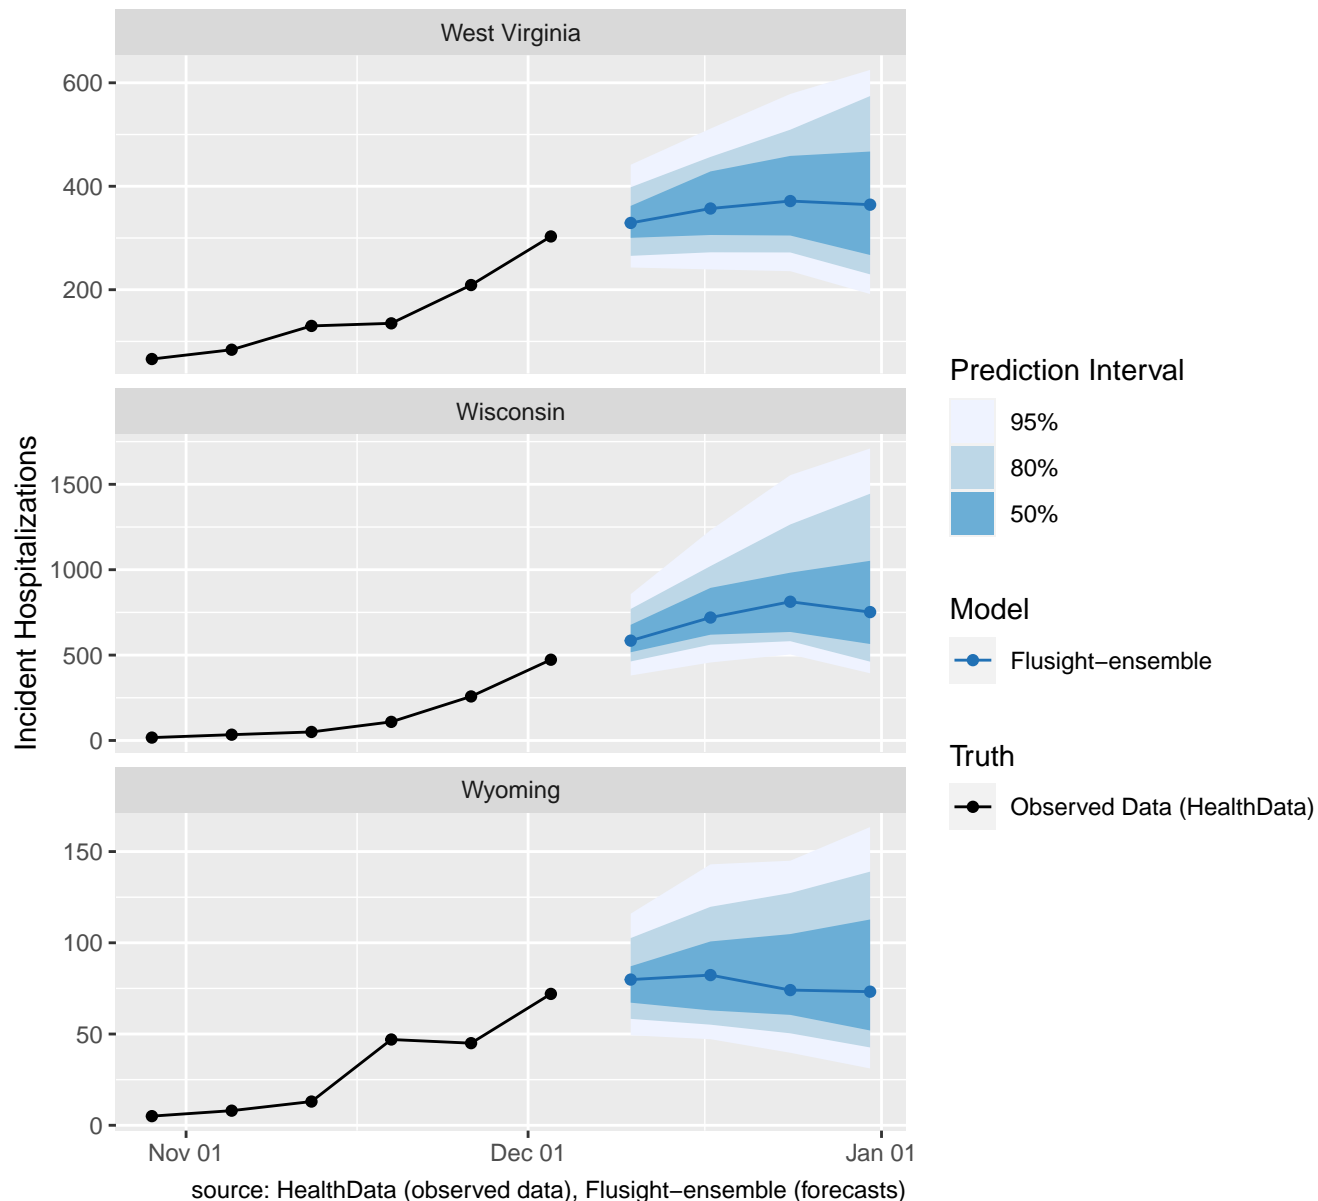 West Virginia
600
400
200
Wisconsin
1500
1000
500
0
Wyoming
150
100
50
0
Nov 01
Dec 01
Jan 01
Incident Hospitalizations
source: HealthData (observed data), Flusight−ensemble (forecasts)
Prediction Interval
95%
80%
50%
Model
Flusight−ensemble
Truth
Observed Data (HealthData)